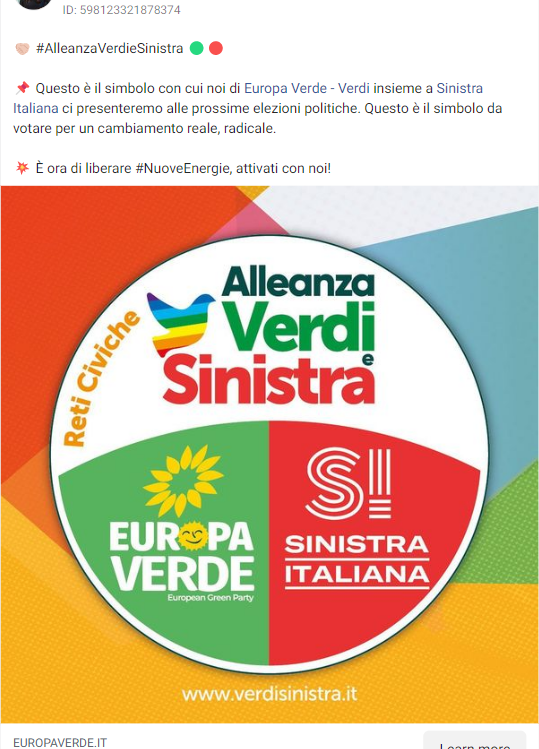 ID: 598123321878374
#AlleanzaVerdieSinistra
Questo è il simbolo con cui noi di Europa Verde - Verdi insieme a Sinistra
Italiana ci presenteremo alle prossime elezioni politiche. Questo è il simbolo da
votare per un cambiamento reale, radicale.
È ora di liberare #NuoveEnergie, attivati con noi!
Reti Civiche
Alleanza
Verdi
e
Sinistra
EUROPA
VERDE
European Green Party
SI
SINISTRA
ITALIANA
www.verdisinistra.it
EUROPAVERDE.IT
Learn more